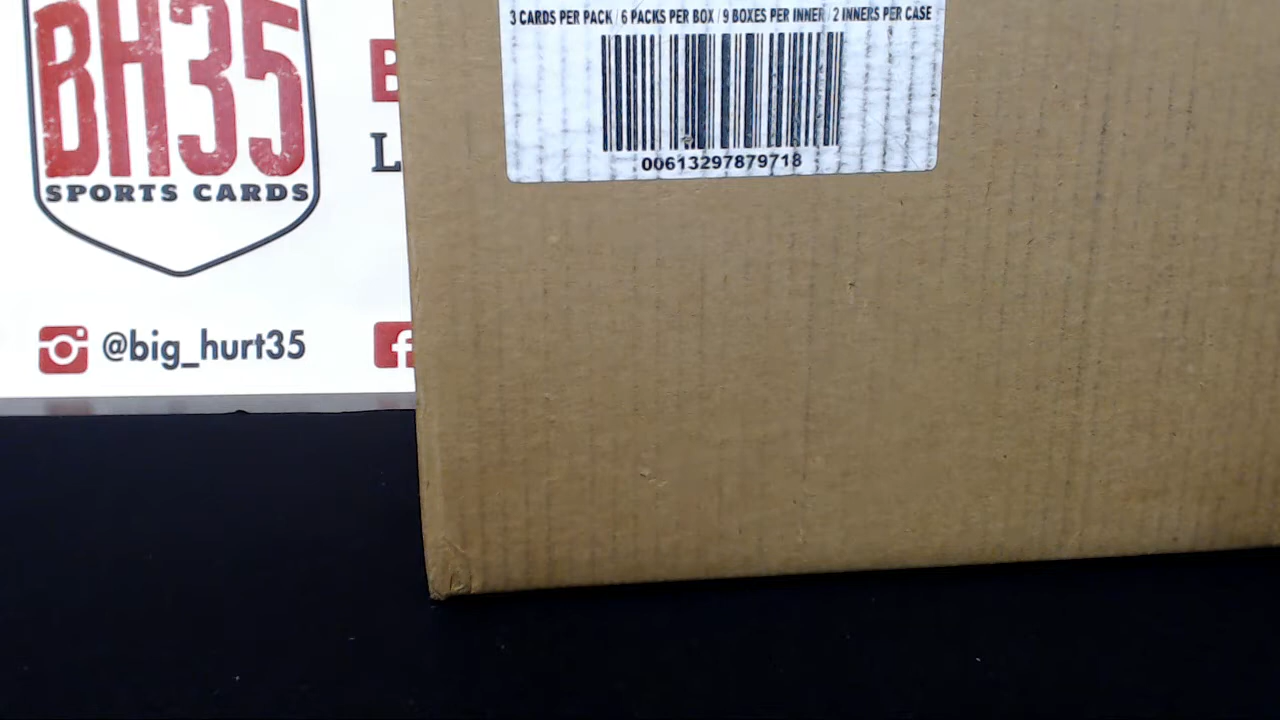 BH35
SPORTS CARDS
@big_hurt35
3 CARDS PER PACK / 6 PACKS PER BOX / 9 BOXES PER INNER / 2 INNERS PER CASE
00613297879718